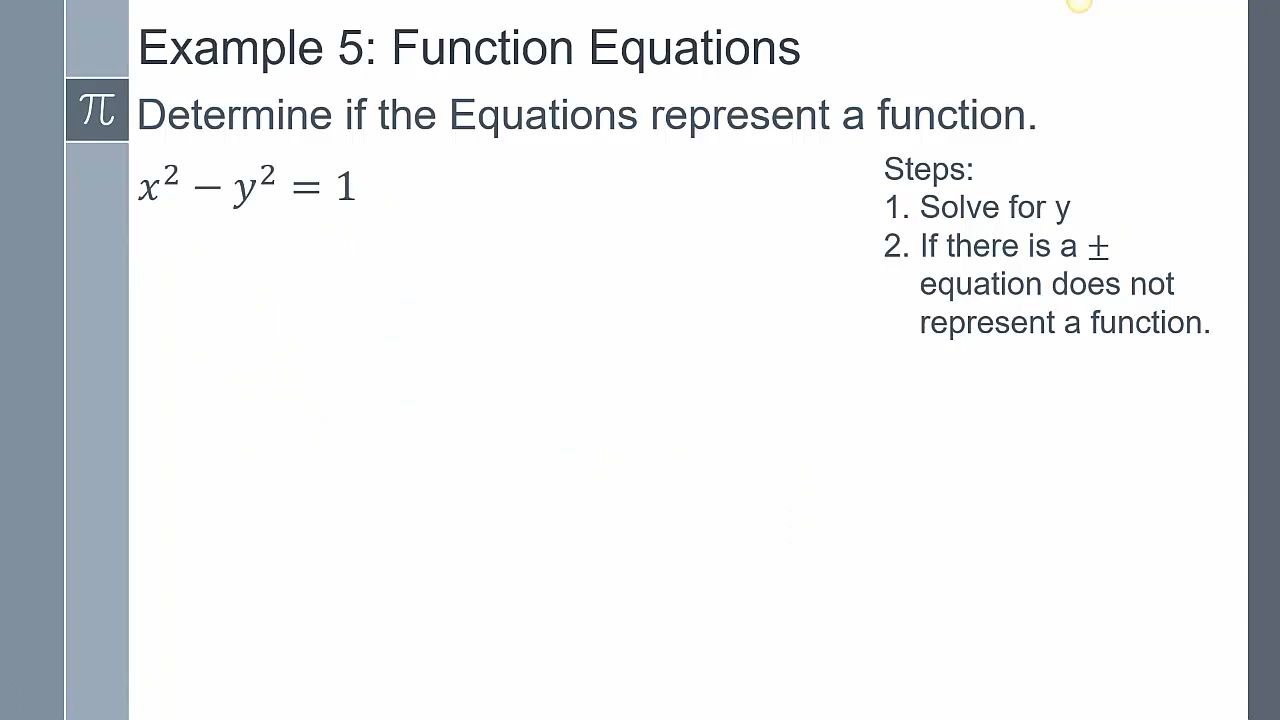 Example 5: Function Equations
π Determine if the Equations represent a function.
x² − y² = 1
Steps:
1. Solve for y
2. If there is a ±
equation does not
represent a function.